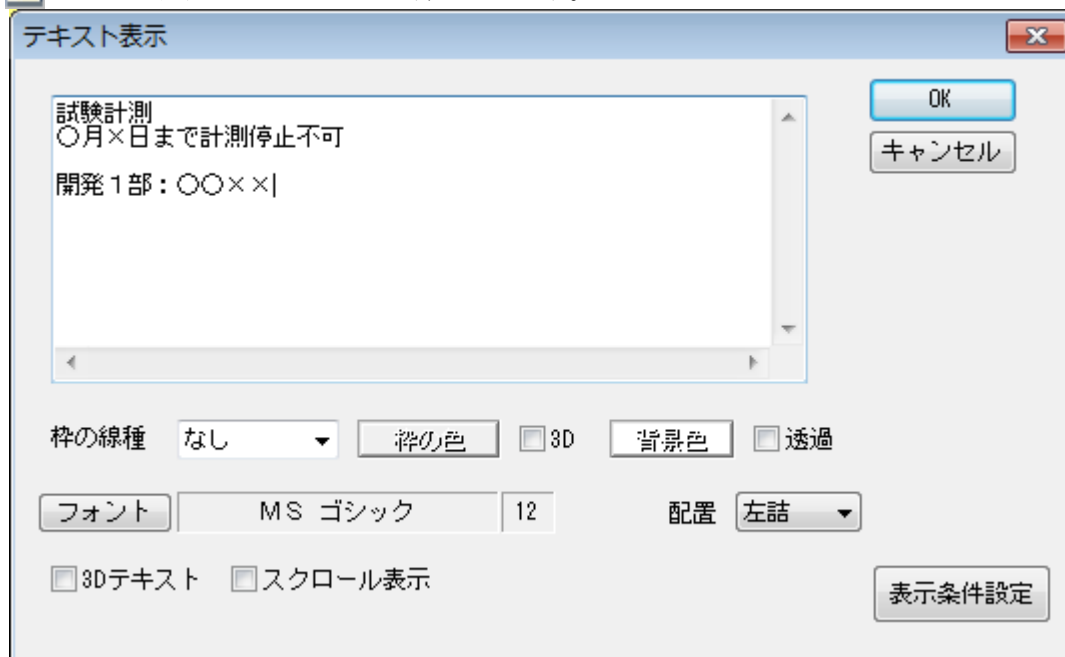 テキスト表示
試験計測
〇月×日まで計測停止不可
開発１部：〇〇××
OK
キャンセル
枠の線種 なし 枠の色 3D 背景色 透過
フォント ＭＳ ゴシック 12 配置 左詰
3Dテキスト スクロール表示
表示条件設定